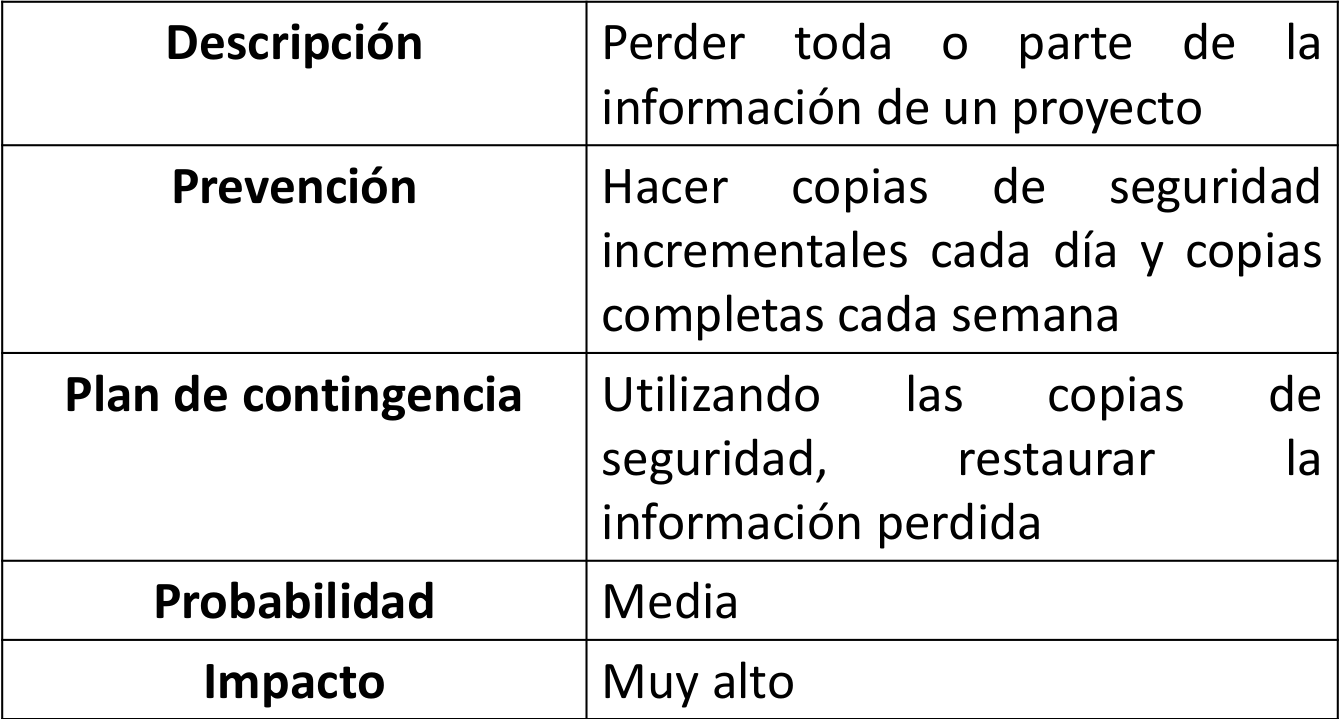 Descripción
Perder toda o parte de la
información de un proyecto
Prevención
Hacer copias de seguridad
incrementales cada día y copias
completas cada semana
Plan de contingencia
Utilizando las copias de
seguridad, restaurar la
información perdida
Probabilidad
Media
Impacto
Muy alto